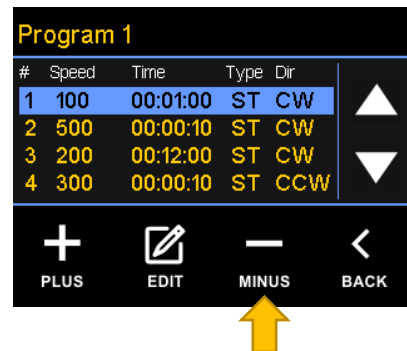 Program 1
# Speed Time Type Dir
1 100 00:01:00 ST CW
2 500 00:00:10 ST CW
3 200 00:12:00 ST CW
4 300 00:00:10 ST CCW
PLUS EDIT MINUS BACK